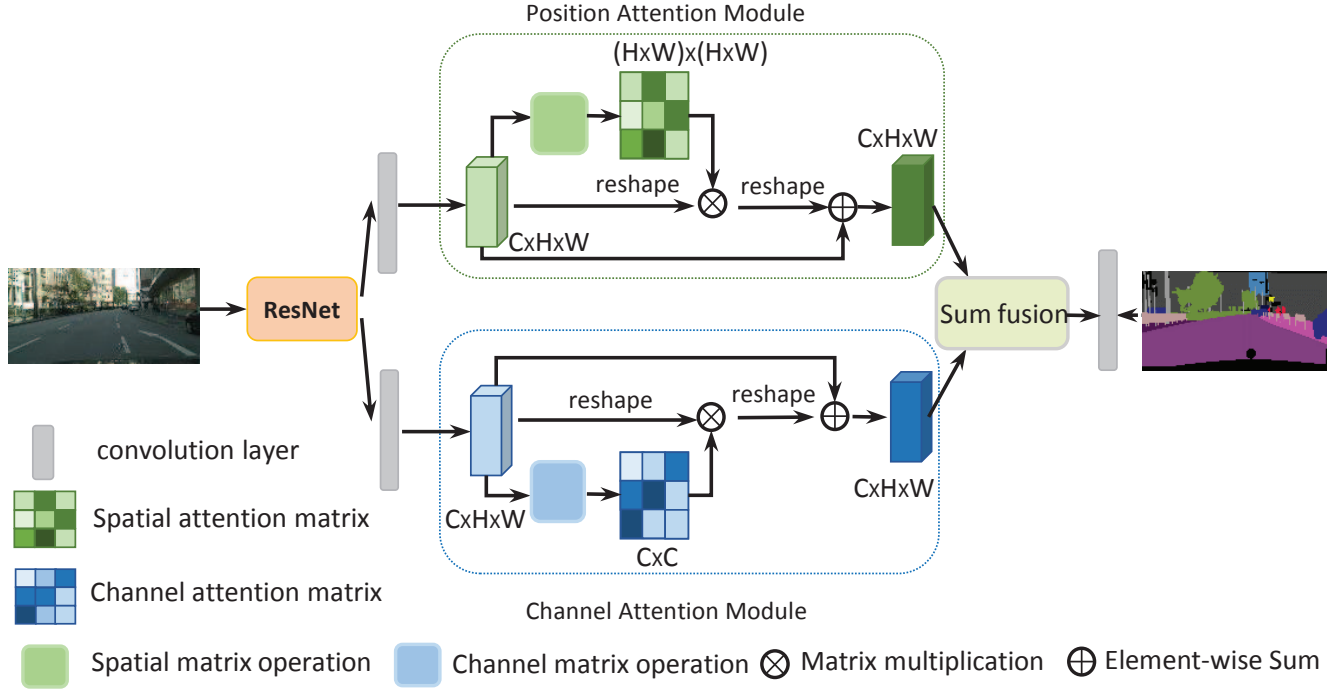 Position Attention Module
(HxW)x(HxW)
CxHxW
reshape
reshape
CxHxW
ResNet
Sum fusion
reshape
reshape
CxHxW
CxHxW
CxC
Channel Attention Module
convolution layer
Spatial attention matrix
Channel attention matrix
Spatial matrix operation
Channel matrix operation
Matrix multiplication
Element-wise Sum